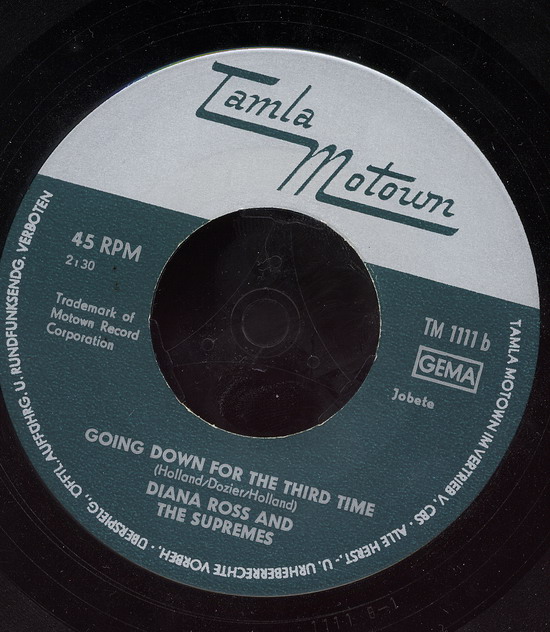 Tamla
Motown
45 RPM
2:30
Trademark of
Motown Record
Corporation
TM 1111 b
GEMA
Jobete
GOING DOWN FOR THE THIRD TIME
(Holland/Dozier/Holland)
DIANA ROSS AND
THE SUPREMES
TAMLA MOTOWN IM VERTRIEB V. CBS · ALLE HERST.- U. URHEBERRECHTE VORBEH. · ÜBERSPIELG., ÖFFTL. AUFFÜHRG. U. RUNDFUNKSENDG. VERBOTEN
1111 B-1